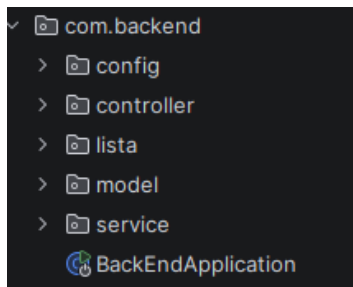 com.backend
config
controller
lista
model
service
BackEndApplication